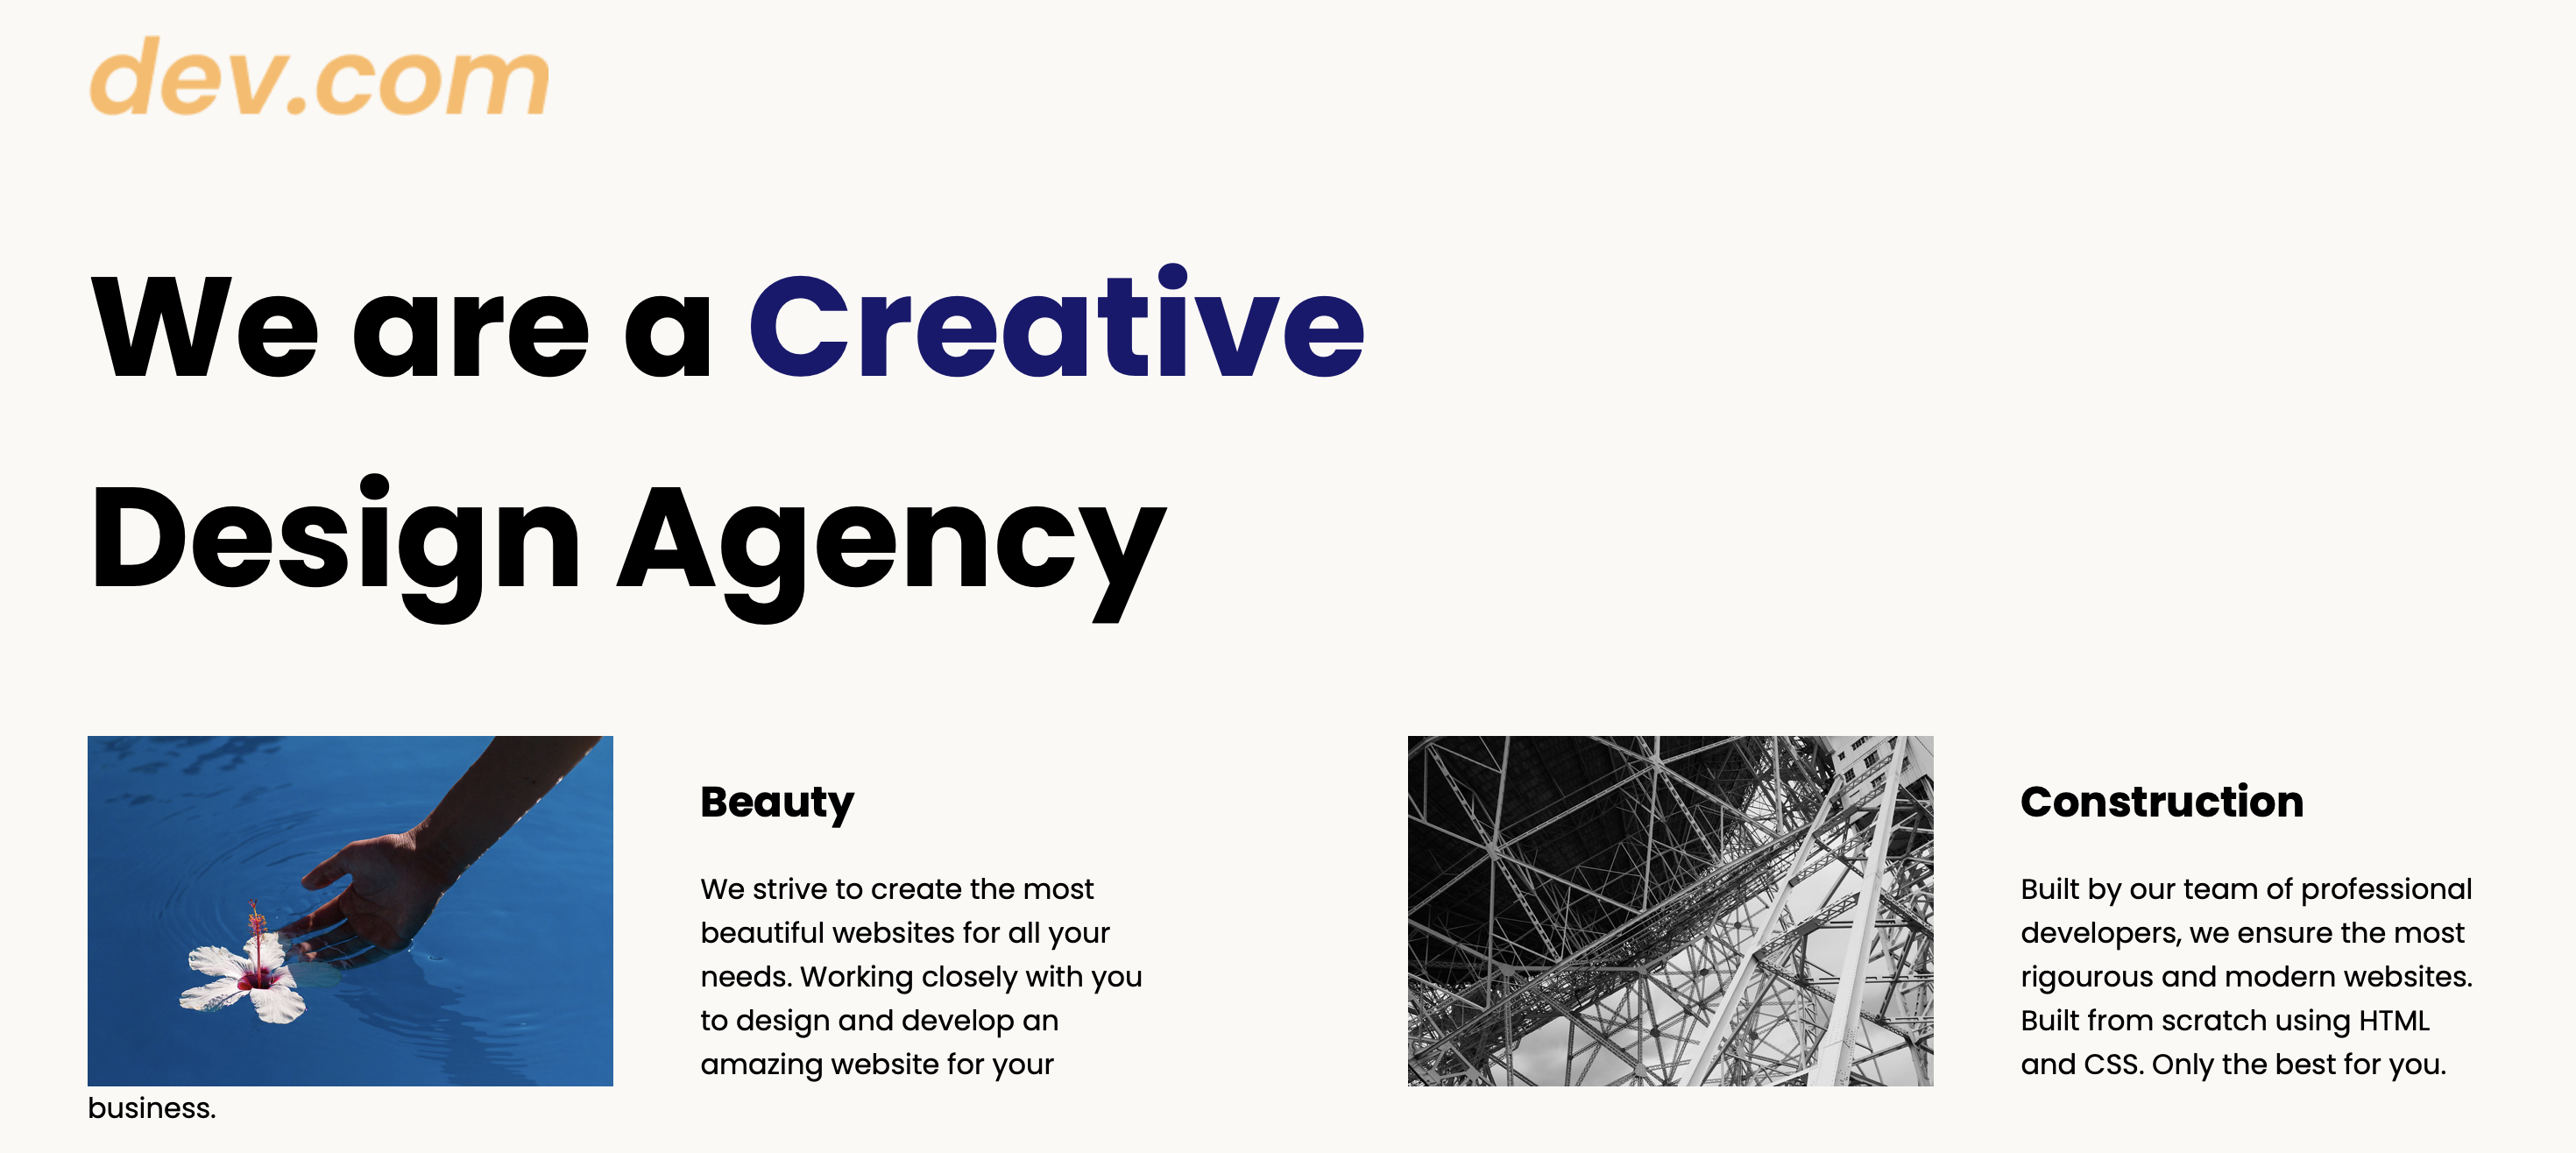 dev.com
We are a Creative
Design Agency
Beauty
We strive to create the most
beautiful websites for all your
needs. Working closely with you
to design and develop an
amazing website for your
business.
Construction
Built by our team of professional
developers, we ensure the most
rigourous and modern websites.
Built from scratch using HTML
and CSS. Only the best for you.